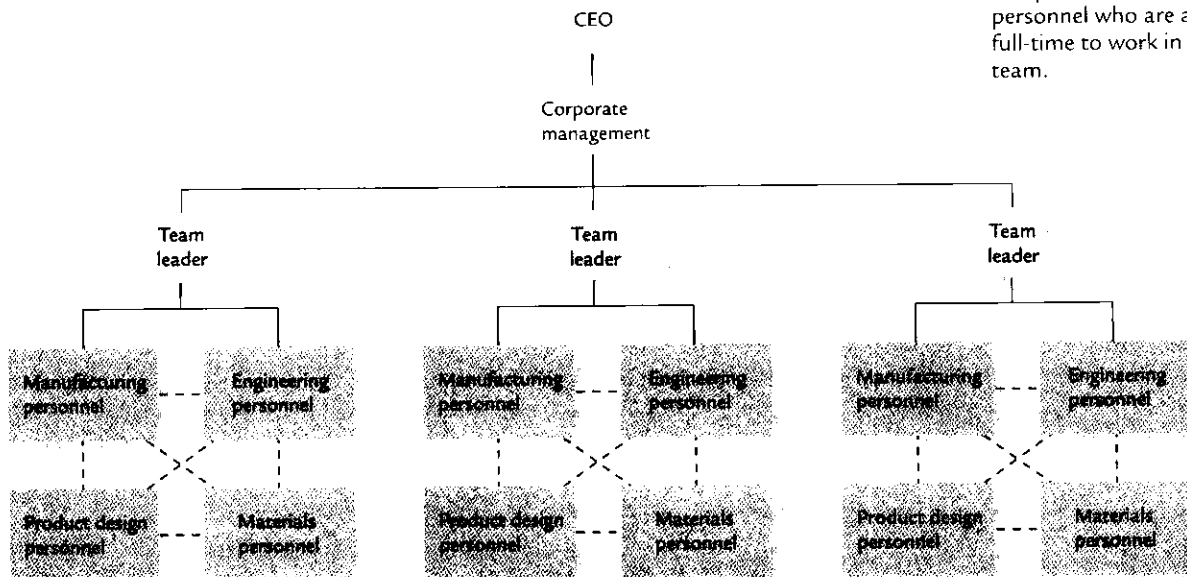 CEO
personnel who are a
full-time to work in
team.
Corporate
management
Team
leader
Team
leader
Team
leader
Manufacturing
personnel
Engineering
personnel
Manufacturing
personnel
Engineering
personnel
Manufacturing
personnel
Engineering
personnel
Product design
personnel
Materials
personnel
Product design
personnel
Materials
personnel
Product design
personnel
Materials
personnel